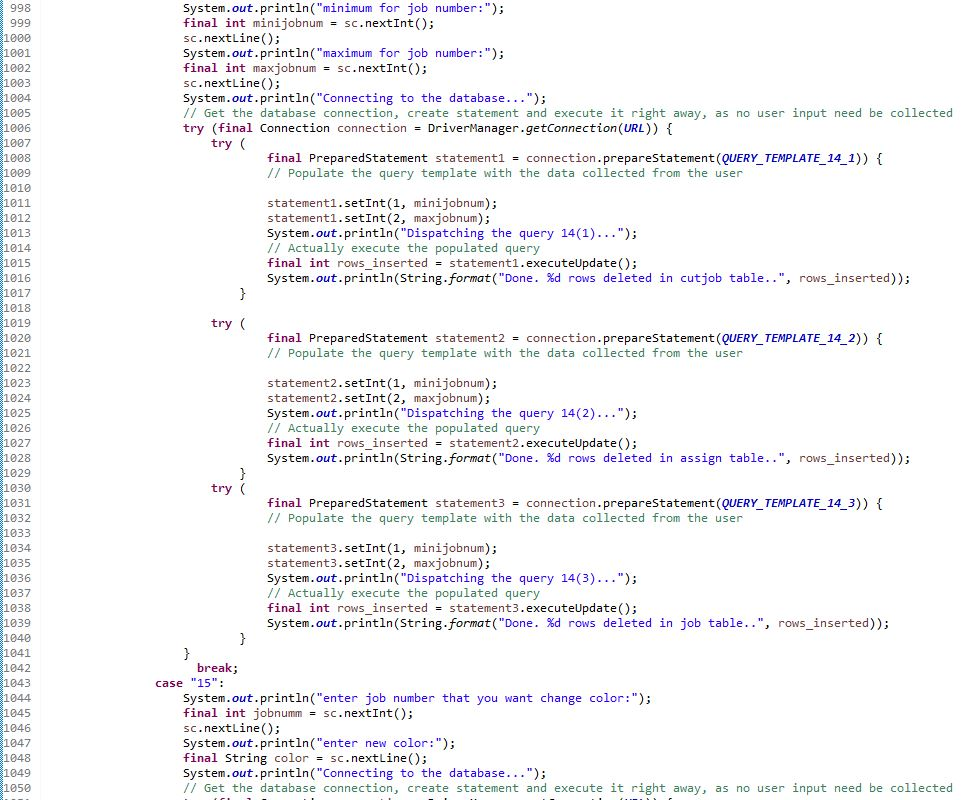 998 System.out.println("minimum for job number:");
999 final int minijobnum = sc.nextInt();
1000 sc.nextLine();
1001 System.out.println("maximum for job number:");
1002 final int maxjobnum = sc.nextInt();
1003 sc.nextLine();
1004 System.out.println("Connecting to the database...");
1005 // Get the database connection, create statement and execute it right away, as no user input need be collected
1006 try (final Connection connection = DriverManager.getConnection(URL)) {
1007 try (
1008 final PreparedStatement statement1 = connection.prepareStatement(QUERY_TEMPLATE_14_1)) {
1009 // Populate the query template with the data collected from the user
1010
1011 statement1.setInt(1, minijobnum);
1012 statement1.setInt(2, maxjobnum);
1013 System.out.println("Dispatching the query 14(1)...");
1014 // Actually execute the populated query
1015 final int rows_inserted = statement1.executeUpdate();
1016 System.out.println(String.format("Done. %d rows deleted in cutjob table..", rows_inserted));
1017 }
1018
1019 try (
1020 final PreparedStatement statement2 = connection.prepareStatement(QUERY_TEMPLATE_14_2)) {
1021 // Populate the query template with the data collected from the user
1022
1023 statement2.setInt(1, minijobnum);
1024 statement2.setInt(2, maxjobnum);
1025 System.out.println("Dispatching the query 14(2)...");
1026 // Actually execute the populated query
1027 final int rows_inserted = statement2.executeUpdate();
1028 System.out.println(String.format("Done. %d rows deleted in assign table..", rows_inserted));
1029 }
1030 try (
1031 final PreparedStatement statement3 = connection.prepareStatement(QUERY_TEMPLATE_14_3)) {
1032 // Populate the query template with the data collected from the user
1033
1034 statement3.setInt(1, minijobnum);
1035 statement3.setInt(2, maxjobnum);
1036 System.out.println("Dispatching the query 14(3)...");
1037 // Actually execute the populated query
1038 final int rows_inserted = statement3.executeUpdate();
1039 System.out.println(String.format("Done. %d rows deleted in job table..", rows_inserted));
1040 }
1041 }
1042 break;
1043 case "15":
1044 System.out.println("enter job number that you want change color:");
1045 final int jobnumm = sc.nextInt();
1046 sc.nextLine();
1047 System.out.println("enter new color:");
1048 final String color = sc.nextLine();
1049 System.out.println("Connecting to the database...");
1050 // Get the database connection, create statement and execute it right away, as no user input need be collected